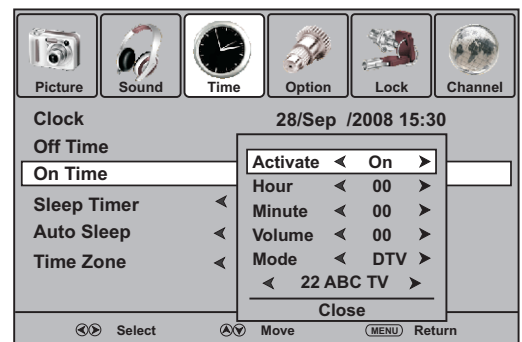 Picture Sound Time Option Lock Channel
Clock 28/Sep /2008 15:30
Off Time
On Time
Activate On
Hour 00
Sleep Timer
Minute 00
Auto Sleep
Volume 00
Time Zone
Mode DTV
22 ABC TV
Close
Select Move MENU Return